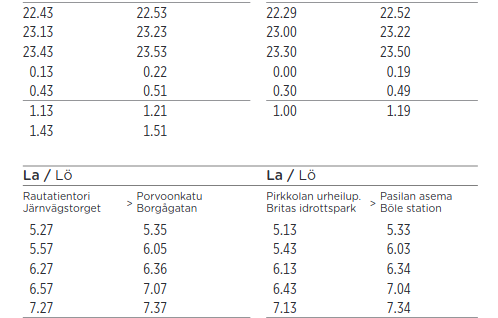 22.43 22.53 22.29 22.52
23.13 23.23 23.00 23.22
23.43 23.53 23.30 23.50
0.13 0.22 0.00 0.19
0.43 0.51 0.30 0.49
1.13 1.21 1.00 1.19
1.43 1.51
La / Lö La / Lö
Rautatientori Porvoonkatu Pirkkolan urheilup. Pasilan asema
Järnvägstorget > Borgågatan Britas idrottspark > Böle station
5.27 5.35 5.13 5.33
5.57 6.05 5.43 6.03
6.27 6.36 6.13 6.34
6.57 7.07 6.43 7.04
7.27 7.37 7.13 7.34